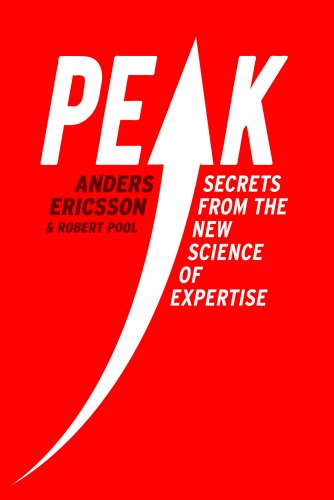 PEAK
ANDERS
ERICSSON
& ROBERT POOL
SECRETS
FROM THE
NEW
SCIENCE
OF
EXPERTISE